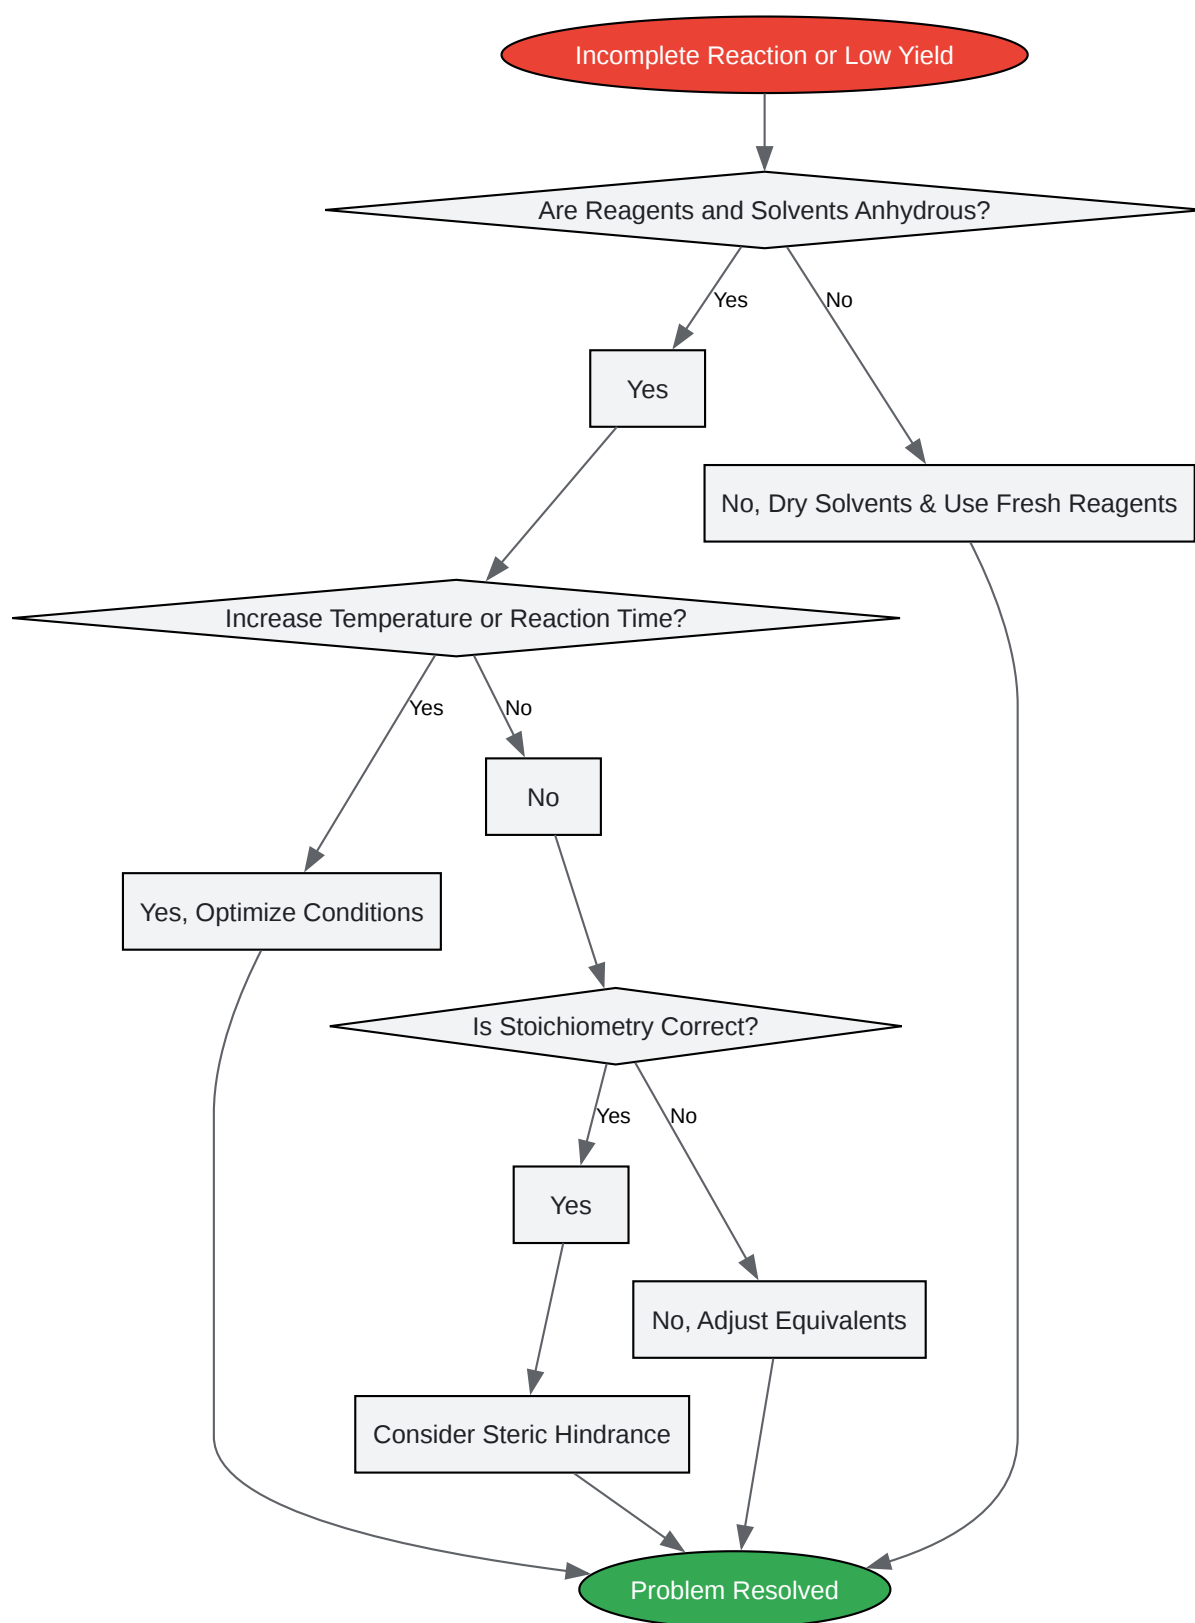 Incomplete Reaction or Low Yield
Are Reagents and Solvents Anhydrous?
Yes
No
Yes
No, Dry Solvents & Use Fresh Reagents
Increase Temperature or Reaction Time?
Yes
No
No
Yes, Optimize Conditions
Is Stoichiometry Correct?
Yes
No
Yes
No, Adjust Equivalents
Consider Steric Hindrance
Problem Resolved